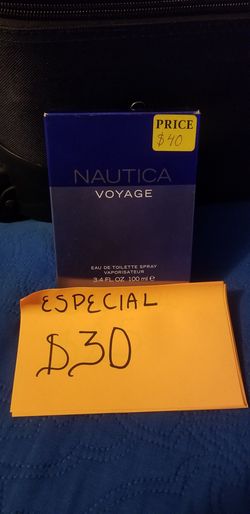 PRICE
$40
NAUTICA
VOYAGE
EAU DE TOILETTE SPRAY
VAPORISATEUR
3.4 FL. OZ 100 ml e
ESPECIAL
$30